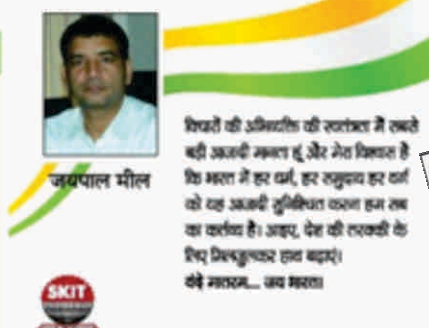 जयपाल मील
विचारों की अभिव्यक्ति की स्वतंत्रता में सबसे
बड़ी आजादी मानता हूं और मेरा विश्वास है
कि भारत में हर धर्म, हर समुदाय हर वर्ग
को यह आजादी सुनिश्चित करना हम सब
का कर्तव्य है। आइए, देश की तरक्की के
लिए मिलजुलकर हाथ बढ़ाएं।
वंदे मातरम... जय भारत।
SKIT